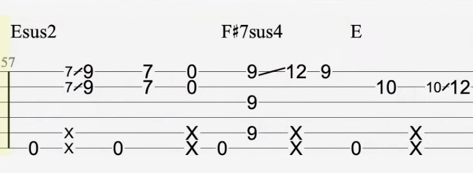 Esus2 F#7sus4 E
57
7 9 7 0 9 12 9
7 9 7 0 10 10 12
9
X X 9 X X
0 X 0 X 0 X 0 X